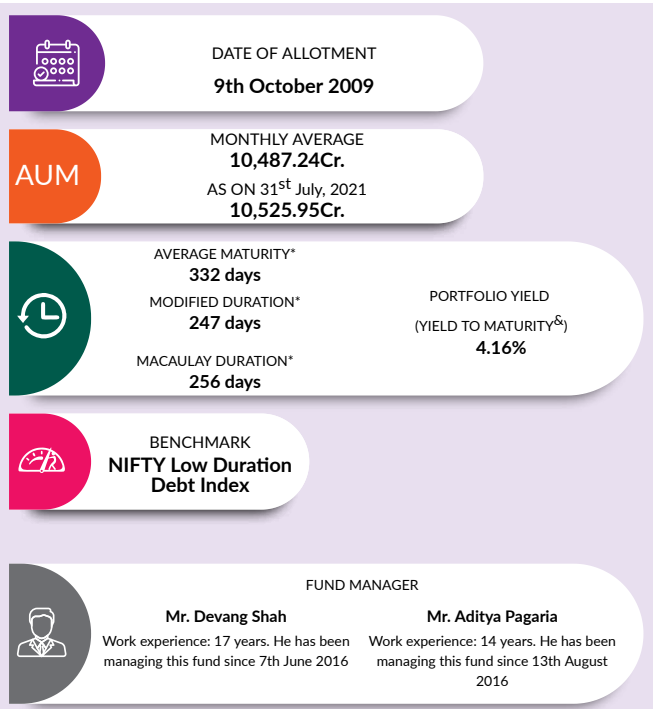 DATE OF ALLOTMENT
9th October 2009
AUM
MONTHLY AVERAGE
10,487.24Cr.
AS ON 31st July, 2021
10,525.95Cr.
AVERAGE MATURITY*
332 days
MODIFIED DURATION*
247 days
MACAULAY DURATION*
256 days
PORTFOLIO YIELD
(YIELD TO MATURITY&)
4.16%
BENCHMARK
NIFTY Low Duration
Debt Index
FUND MANAGER
Mr. Devang Shah
Work experience: 17 years. He has been
managing this fund since 7th June 2016
Mr. Aditya Pagaria
Work experience: 14 years. He has been
managing this fund since 13th August
2016